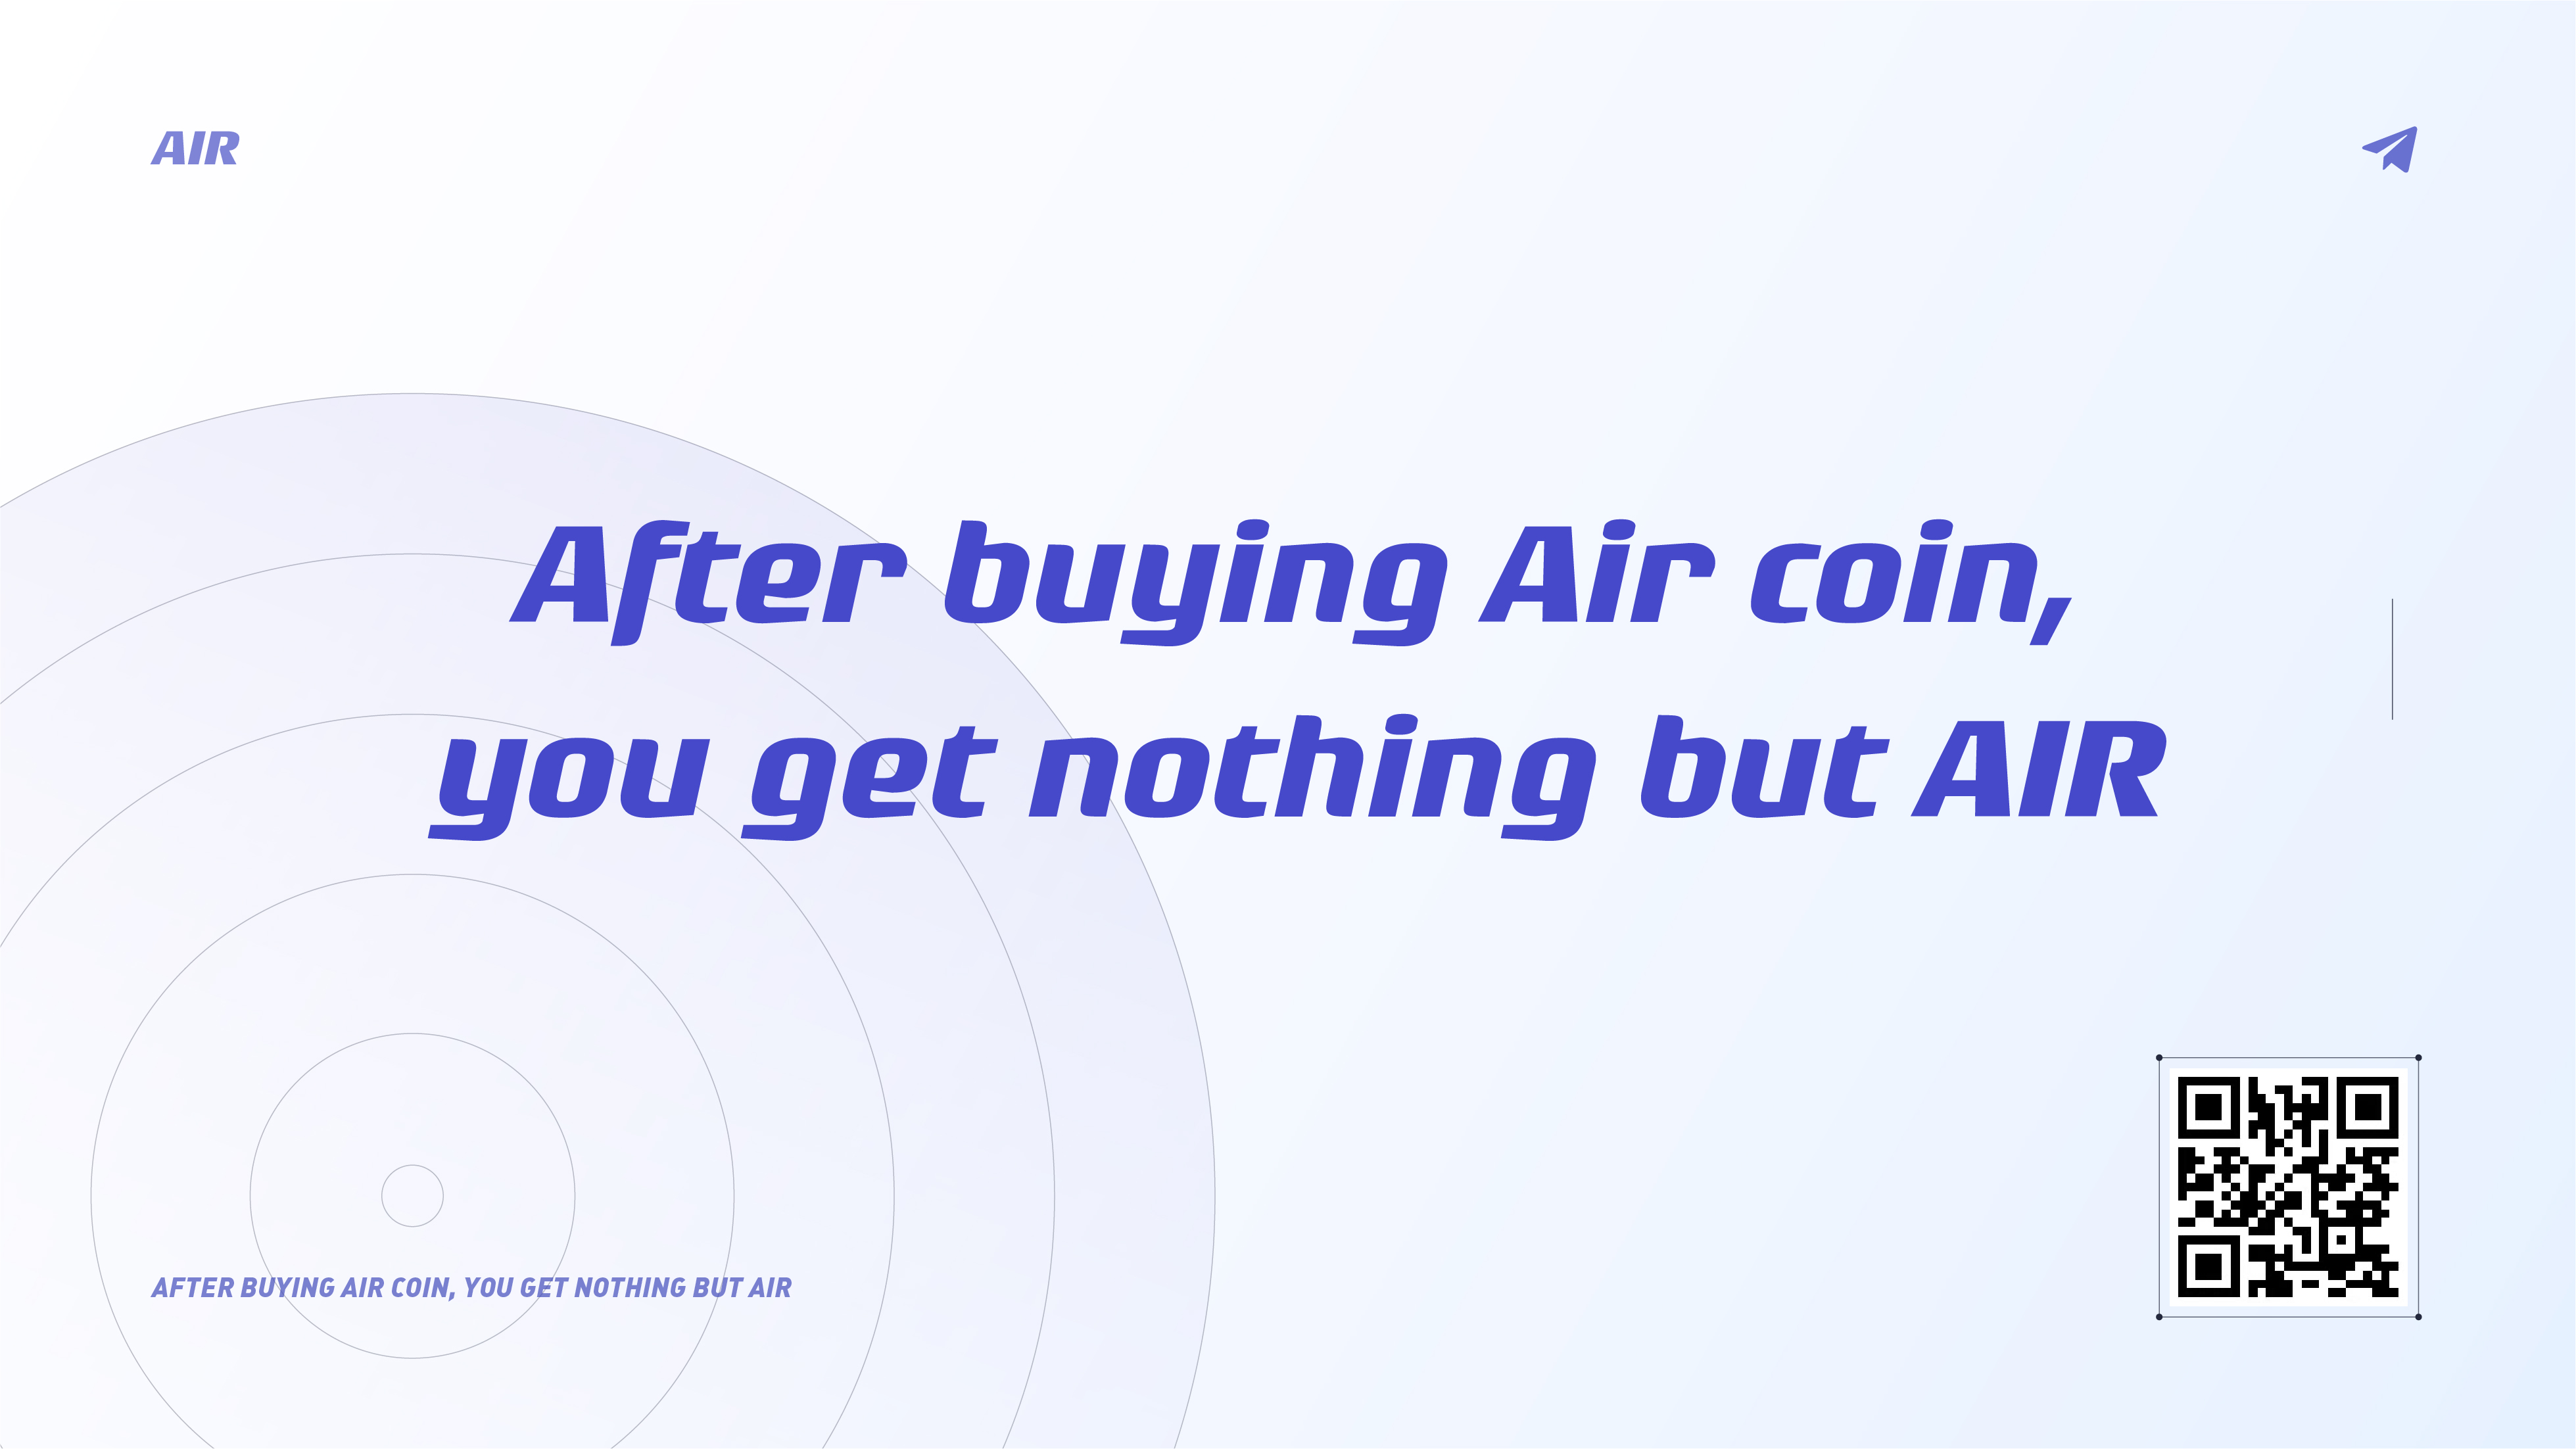 AIR
After buying Air coin,
you get nothing but AIR
AFTER BUYING AIR COIN, YOU GET NOTHING BUT AIR